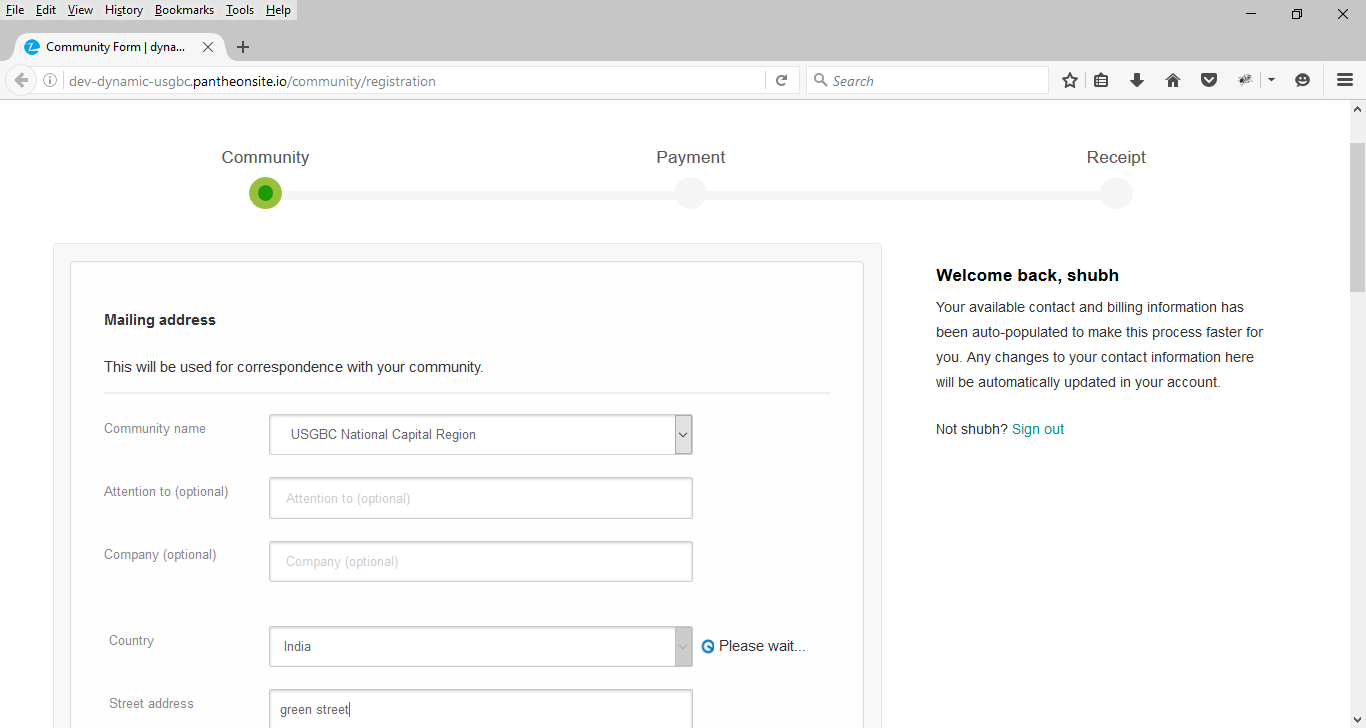 File Edit View History Bookmarks Tools Help
Community Form | dyna...
dev-dynamic-usgbc.pantheonsite.io/community/registration
Search
Community Payment Receipt
Mailing address
This will be used for correspondence with your community.
Community name USGBC National Capital Region
Attention to (optional) Attention to (optional)
Company (optional) Company (optional)
Country India Please wait...
Street address green street
Welcome back, shubh
Your available contact and billing information has
been auto-populated to make this process faster for
you. Any changes to your contact information here
will be automatically updated in your account.
Not shubh? Sign out